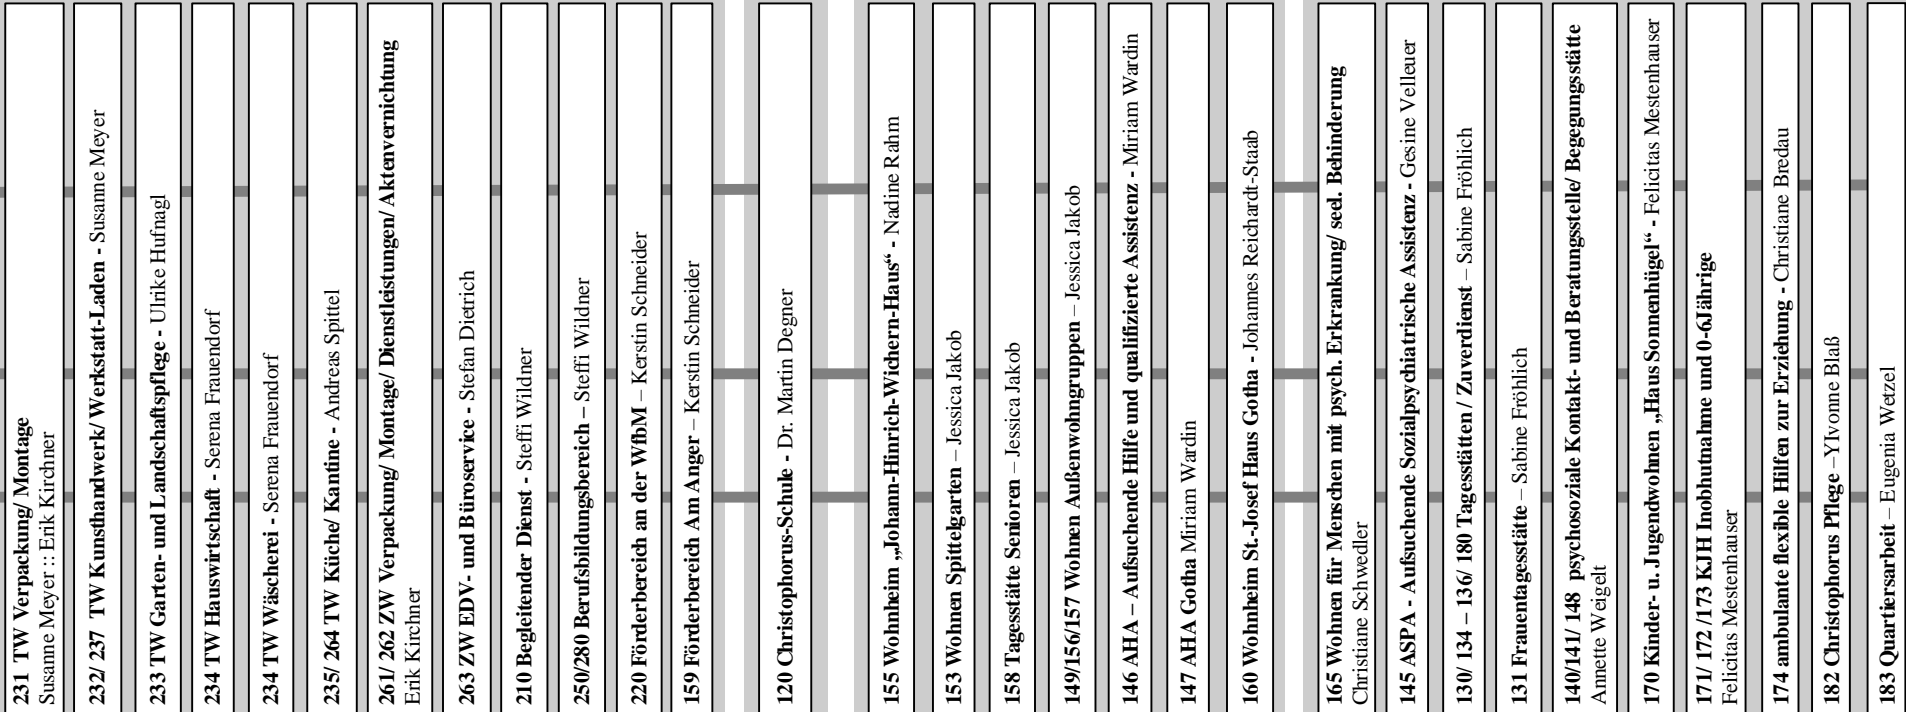 231 TW Verpackung/ Montage
Susanne Meyer :: Erik Kirchner
232/ 237 TW Kunsthandwerk/ Werkstatt-Laden - Susanne Meyer
233 TW Garten- und Landschaftspflege - Ulrike Hufnagl
234 TW Hauswirtschaft - Serena Frauendorf
234 TW Wäscherei - Serena Frauendorf
235/ 264 TW Küche/ Kantine - Andreas Spittel
261/ 262 ZW Verpackung/ Montage/ Dienstleistungen/ Aktenvernichtung
Erik Kirchner
263 ZW EDV- und Büroservice - Stefan Dietrich
210 Begleitender Dienst - Steffi Wildner
250/280 Berufsbildungsbereich – Steffi Wildner
220 Förderbereich an der WfbM – Kerstin Schneider
159 Förderbereich Am Anger – Kerstin Schneider
120 Christophorus-Schule - Dr. Martin Degner
155 Wohnheim „Johann-Hinrich-Wichern-Haus“ - Nadine Rahm
153 Wohnen Spittelgarten – Jessica Jakob
158 Tagesstätte Senioren – Jessica Jakob
149/156/157 Wohnen Außenwohngruppen – Jessica Jakob
146 AHA – Aufsuchende Hilfe und qualifizierte Assistenz - Miriam Wardin
147 AHA Gotha Miriam Wardin
160 Wohnheim St.-Josef Haus Gotha - Johannes Reichardt-Staab
165 Wohnen für Menschen mit psych. Erkrankung/ seel. Behinderung
Christiane Schwedler
145 ASPA - Aufsuchende Sozialpsychiatrische Assistenz - Gesine Velleuer
130/ 134 – 136/ 180 Tagesstätten / Zuverdienst – Sabine Fröhlich
131 Frauentagesstätte – Sabine Fröhlich
140/141/ 148 psychosoziale Kontakt- und Beratungsstelle/ Begegungsstätte
Annette Weigelt
170 Kinder- u. Jugendwohnen „Haus Sonnenhügel“ - Felicitas Mestenhauser
171/ 172 /173 KJH Inobhutnahme und 0-6Jährige
Felicitas Mestenhauser
174 ambulante flexible Hilfen zur Erziehung - Christiane Bredau
182 Christophorus Pflege –YIvonne Blaß
183 Quartiersarbeit – Eugenia Wetzel